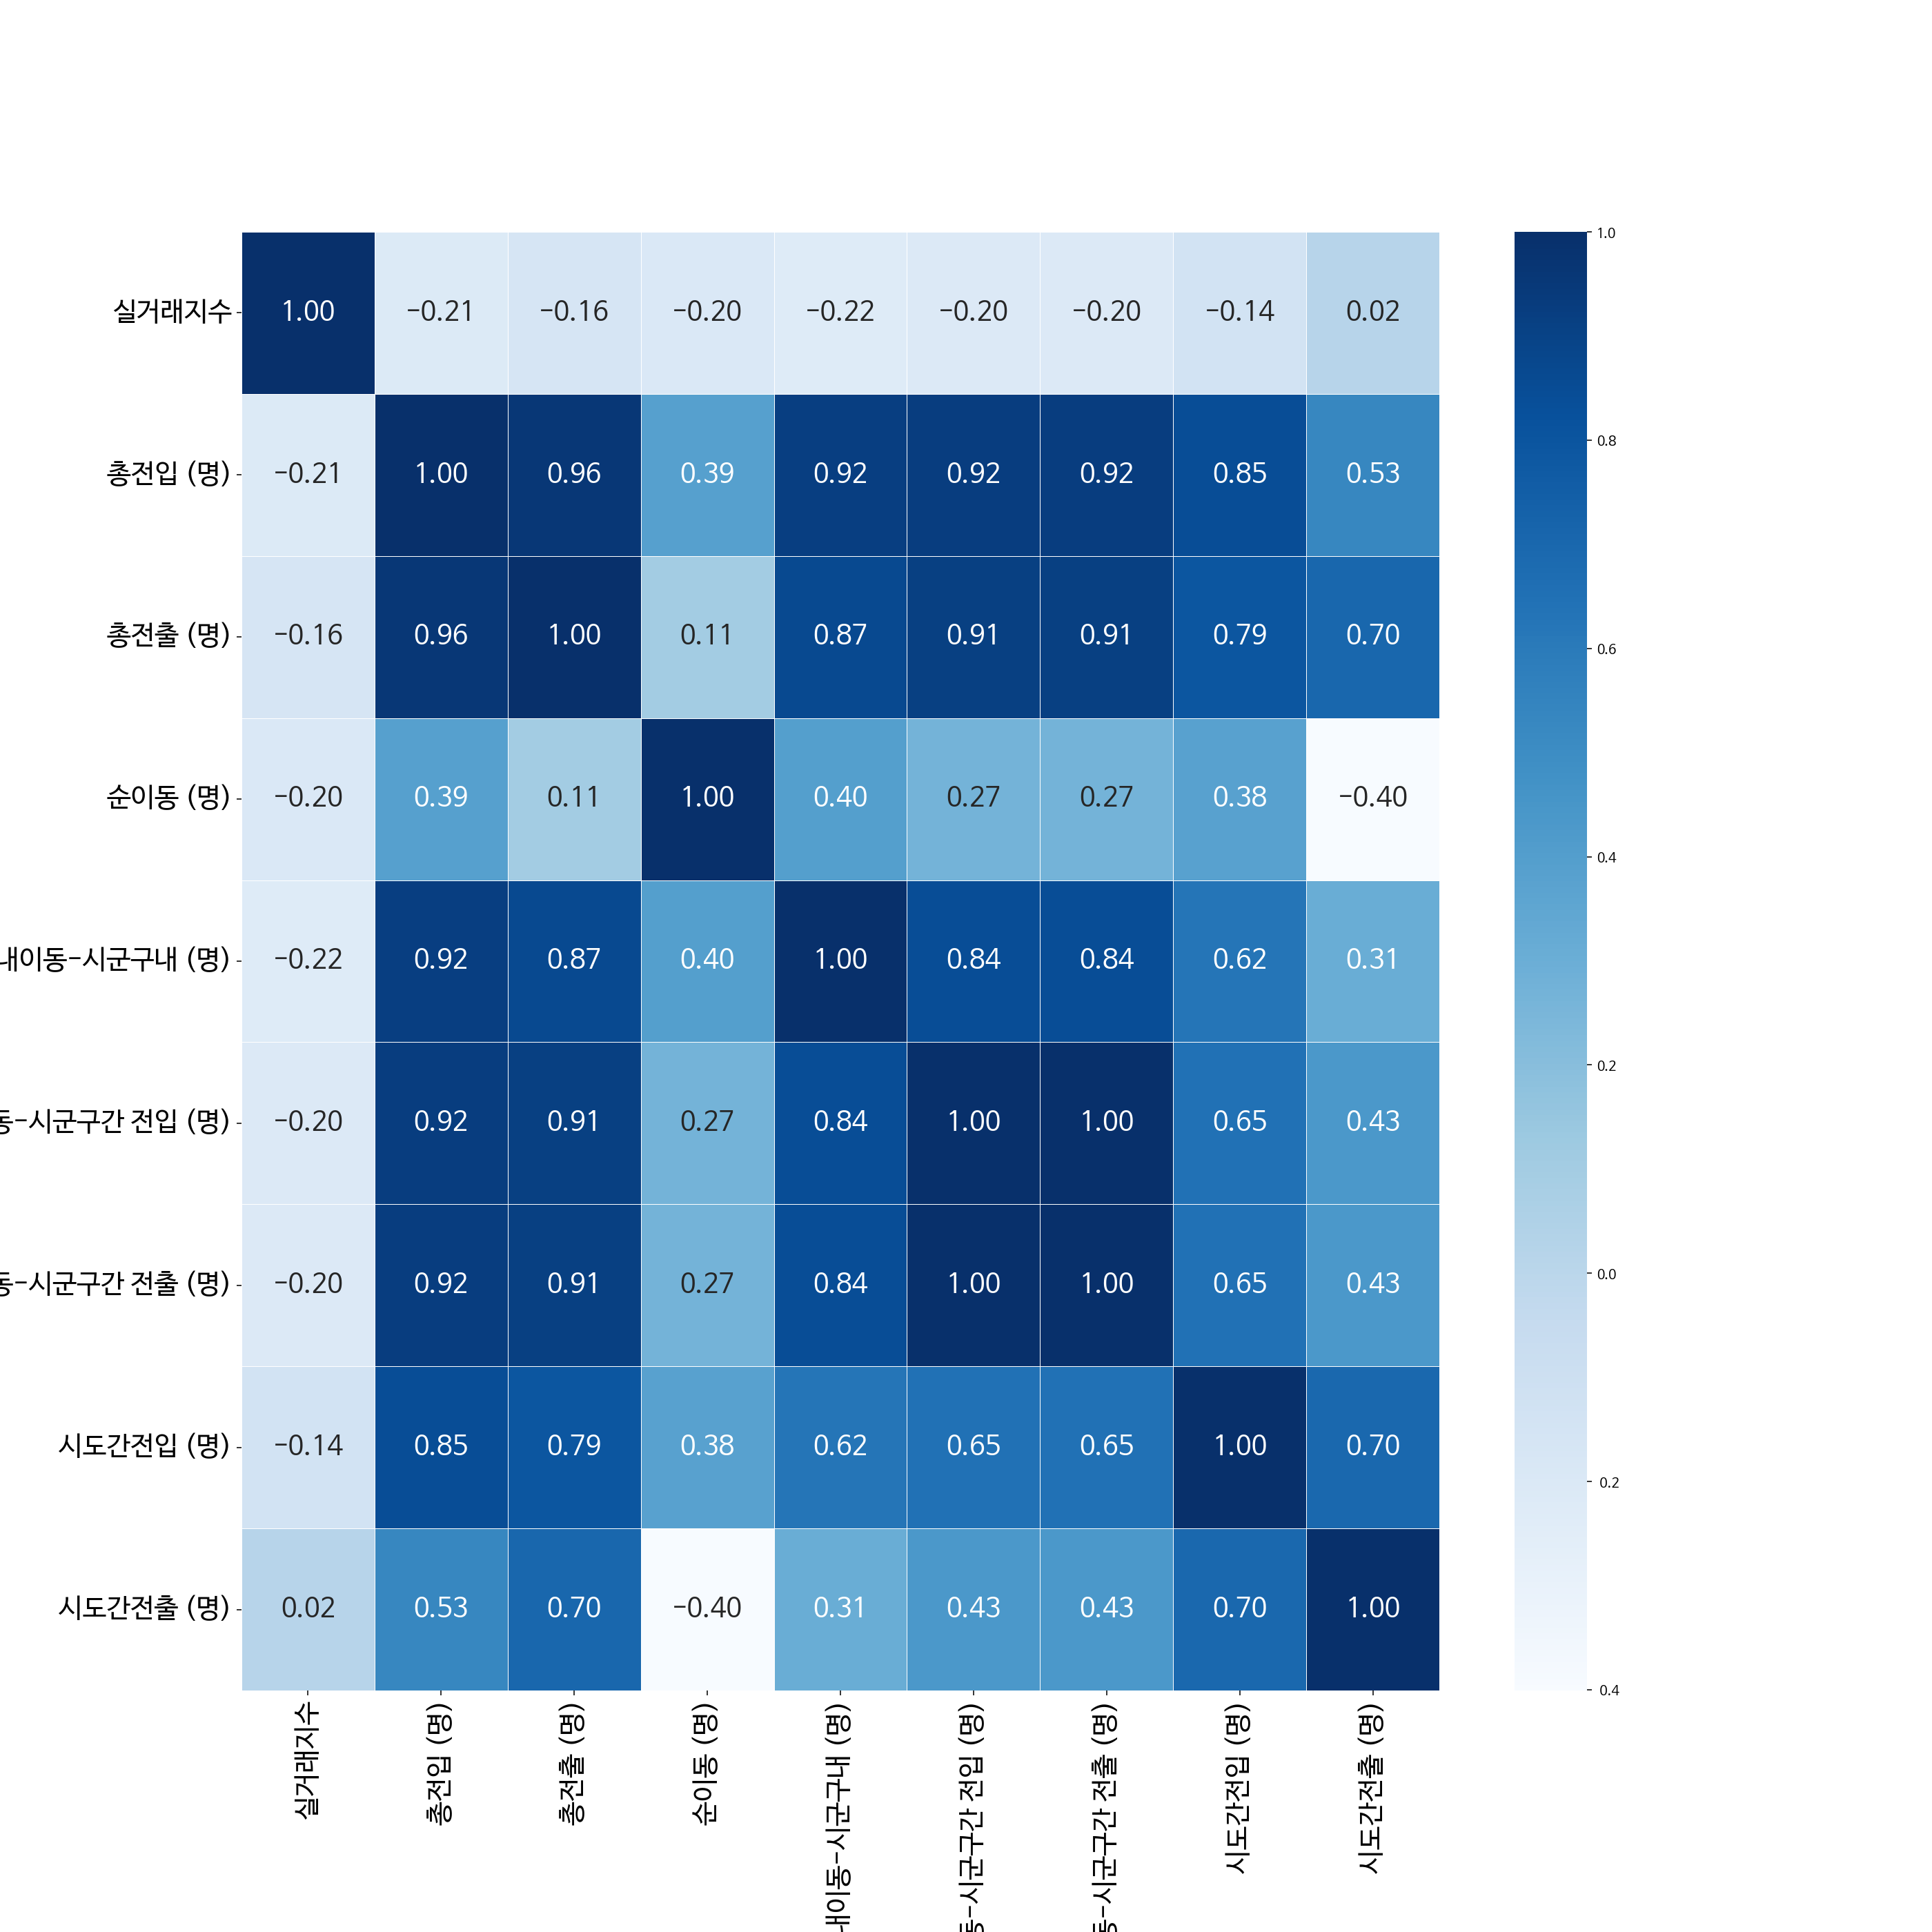 실거래지수 1.00 −0.21 −0.16 −0.20 −0.22 −0.20 −0.20 −0.14 0.02
총전입 (명) −0.21 1.00 0.96 0.39 0.92 0.92 0.92 0.85 0.53
총전출 (명) −0.16 0.96 1.00 0.11 0.87 0.91 0.91 0.79 0.70
순이동 (명) −0.20 0.39 0.11 1.00 0.40 0.27 0.27 0.38 −0.40
내이동-시군구내 (명) −0.22 0.92 0.87 0.40 1.00 0.84 0.84 0.62 0.31
동-시군구간 전입 (명) −0.20 0.92 0.91 0.27 0.84 1.00 1.00 0.65 0.43
동-시군구간 전출 (명) −0.20 0.92 0.91 0.27 0.84 1.00 1.00 0.65 0.43
시도간전입 (명) −0.14 0.85 0.79 0.38 0.62 0.65 0.65 1.00 0.70
시도간전출 (명) 0.02 0.53 0.70 −0.40 0.31 0.43 0.43 0.70 1.00
실거래지수
총전입 (명)
총전출 (명)
순이동 (명)
내이동-시군구내 (명)
동-시군구간 전입 (명)
동-시군구간 전출 (명)
시도간전입 (명)
시도간전출 (명)
1.0
0.8
0.6
0.4
0.2
0.0
0.2
0.4